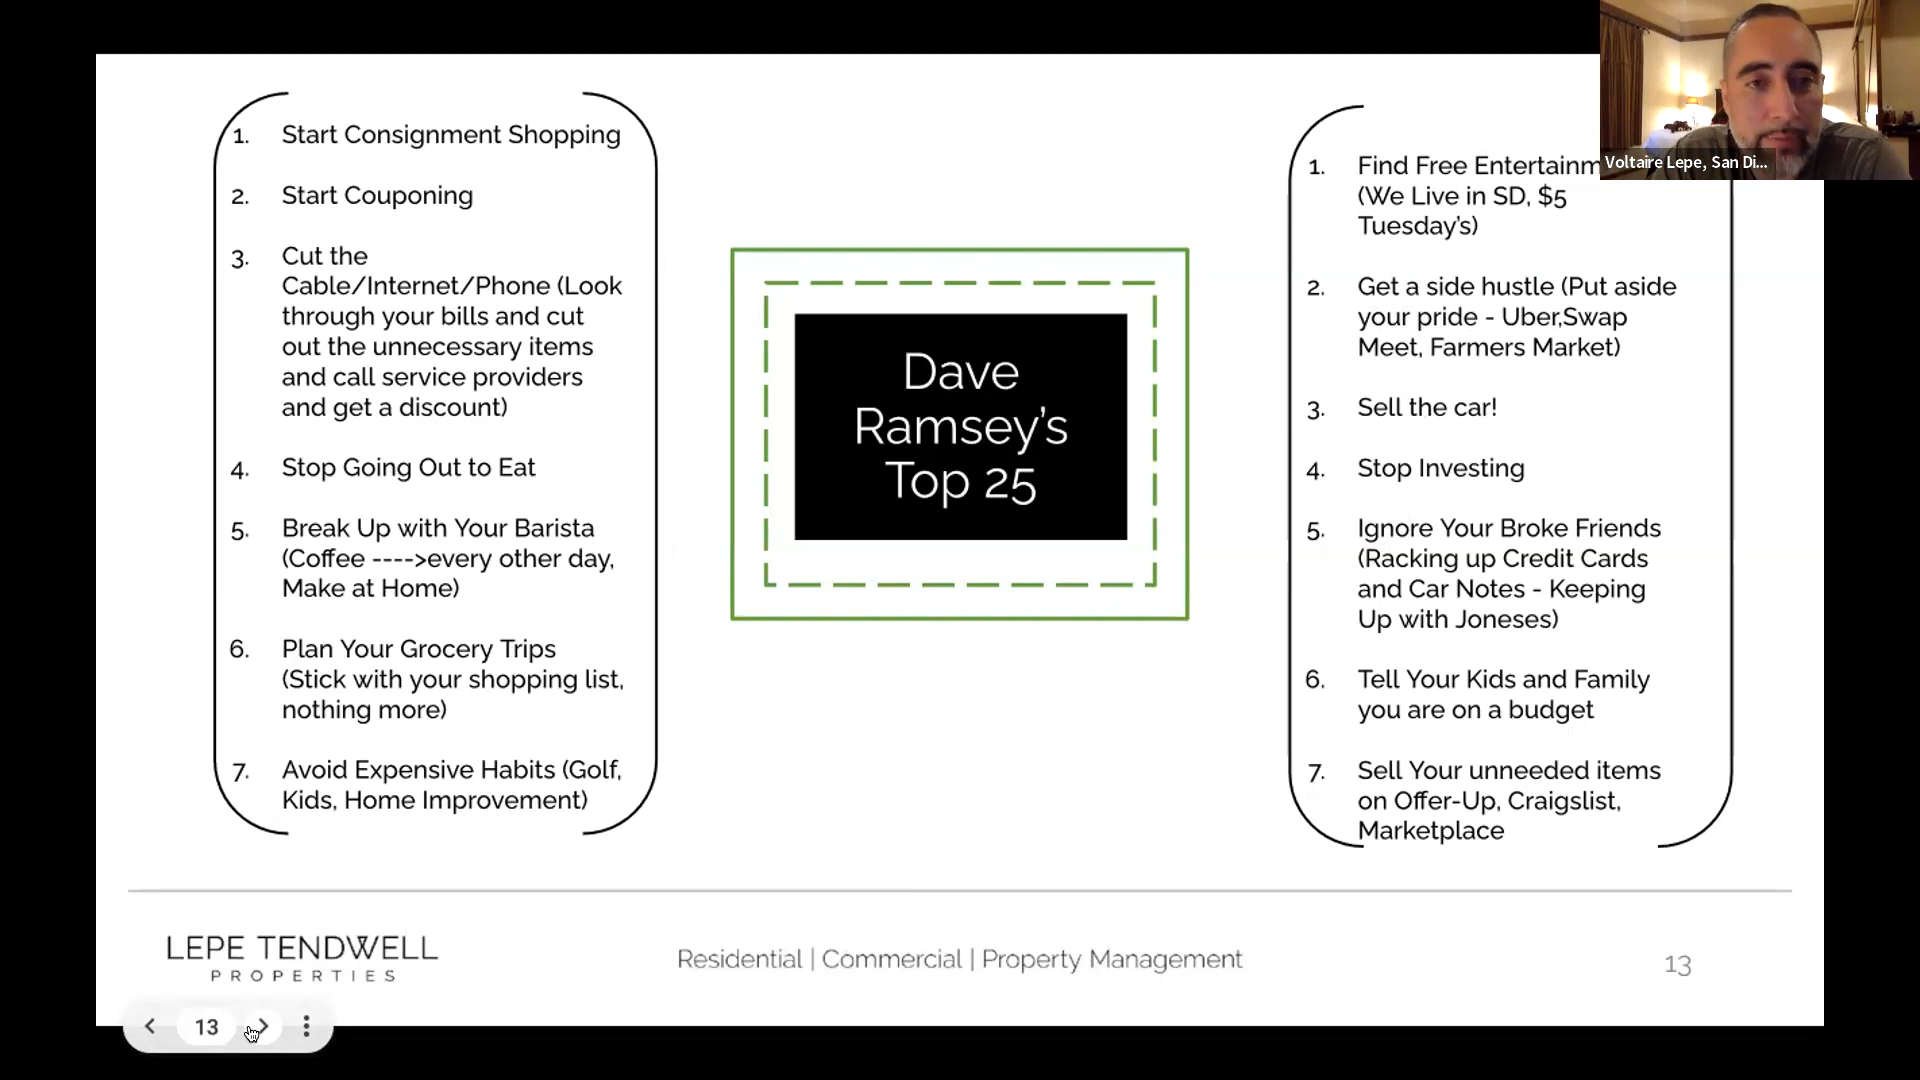 1. Start Consignment Shopping
2. Start Couponing
3. Cut the
Cable/Internet/Phone (Look
through your bills and cut
out the unnecessary items
and call service providers
and get a discount)
4. Stop Going Out to Eat
5. Break Up with Your Barista
(Coffee ---->every other day,
Make at Home)
6. Plan Your Grocery Trips
(Stick with your shopping list,
nothing more)
7. Avoid Expensive Habits (Golf,
Kids, Home Improvement)
Dave
Ramsey's
Top 25
1. Find Free Entertainm
(We Live in SD, $5
Tuesday's)
2. Get a side hustle (Put aside
your pride - Uber,Swap
Meet, Farmers Market)
3. Sell the car!
4. Stop Investing
5. Ignore Your Broke Friends
(Racking up Credit Cards
and Car Notes - Keeping
Up with Joneses)
6. Tell Your Kids and Family
you are on a budget
7. Sell Your unneeded items
on Offer-Up, Craigslist,
Marketplace
Voltaire Lepe, San Di...
LEPE TENDWELL
PROPERTIES
Residential | Commercial | Property Management
13
13